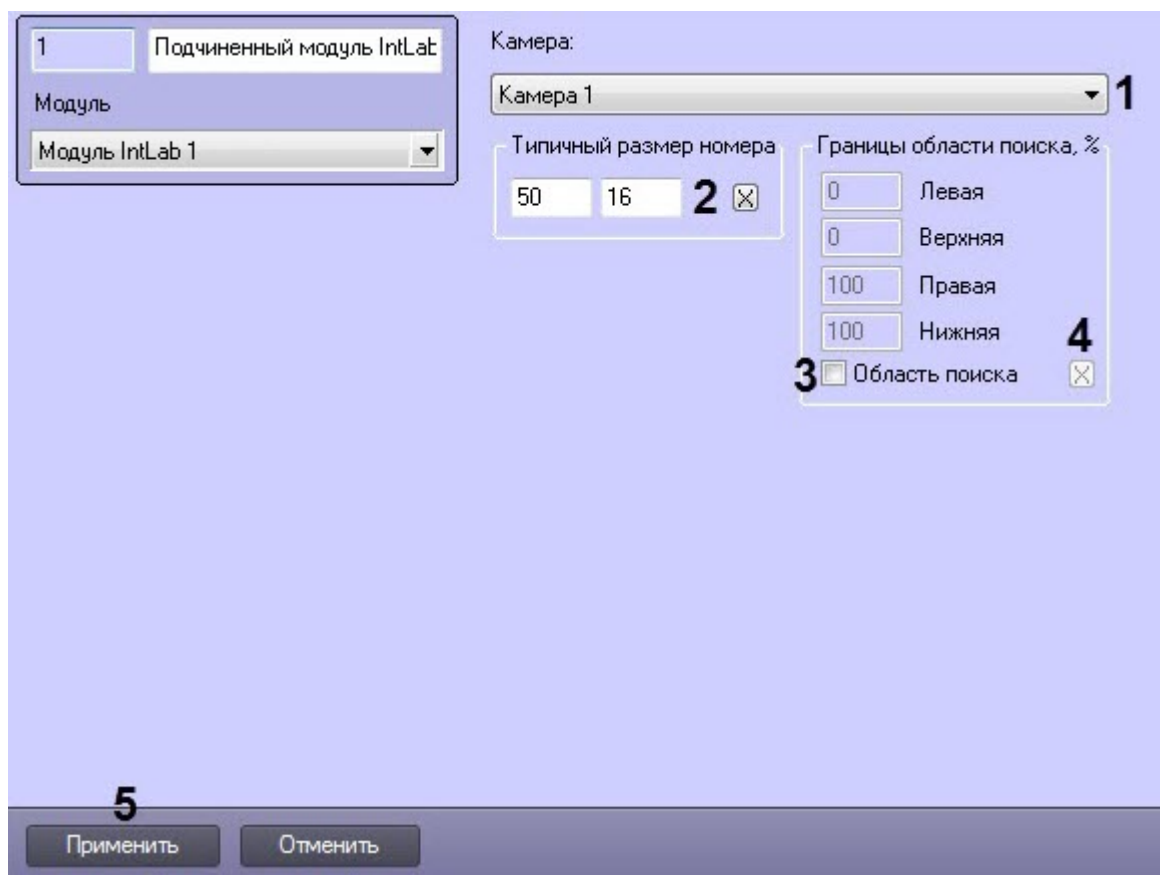 1 Подчиненный модуль IntLab
Модуль
Модуль IntLab 1
Камера:
Камера 1 1
Типичный размер номера
50 16 2
Границы области поиска, %
0 Левая
0 Верхняя
100 Правая
100 Нижняя
4
3 Область поиска
5
Применить Отменить